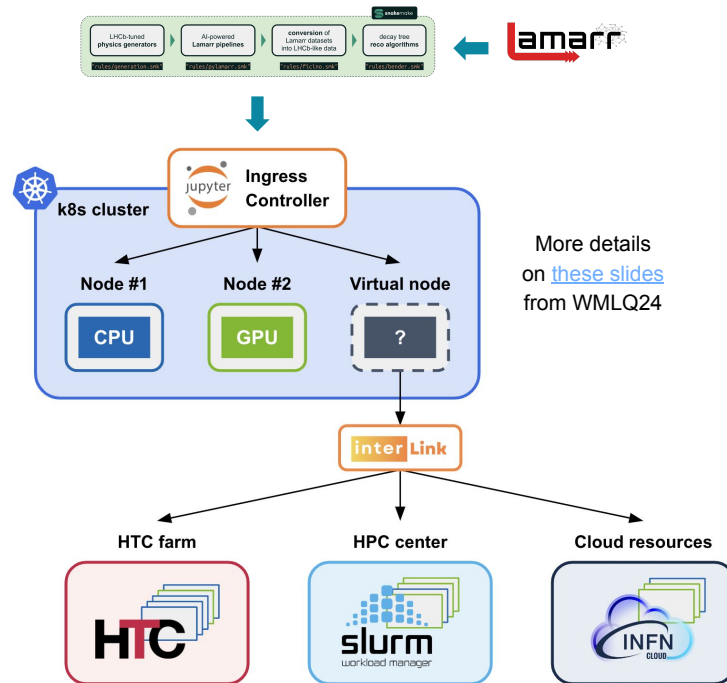 snakemake
LHCb-tuned
physics generators
AI-powered
Lamarr pipelines
conversion of
Lamarr datasets
into LHCb-like data
decay tree
reco algorithms
"rules/generation.smk"
"rules/pylamarr.smk"
"rules/ficino.smk"
"rules/bender.smk"
Lamarr
jupyter
Ingress
Controller
k8s cluster
Node #1
Node #2
Virtual node
CPU
GPU
?
More details
on these slides
from WMLQ24
interLink
HTC farm
HPC center
Cloud resources
HTC
slurm
workload manager
INFN
CLOUD